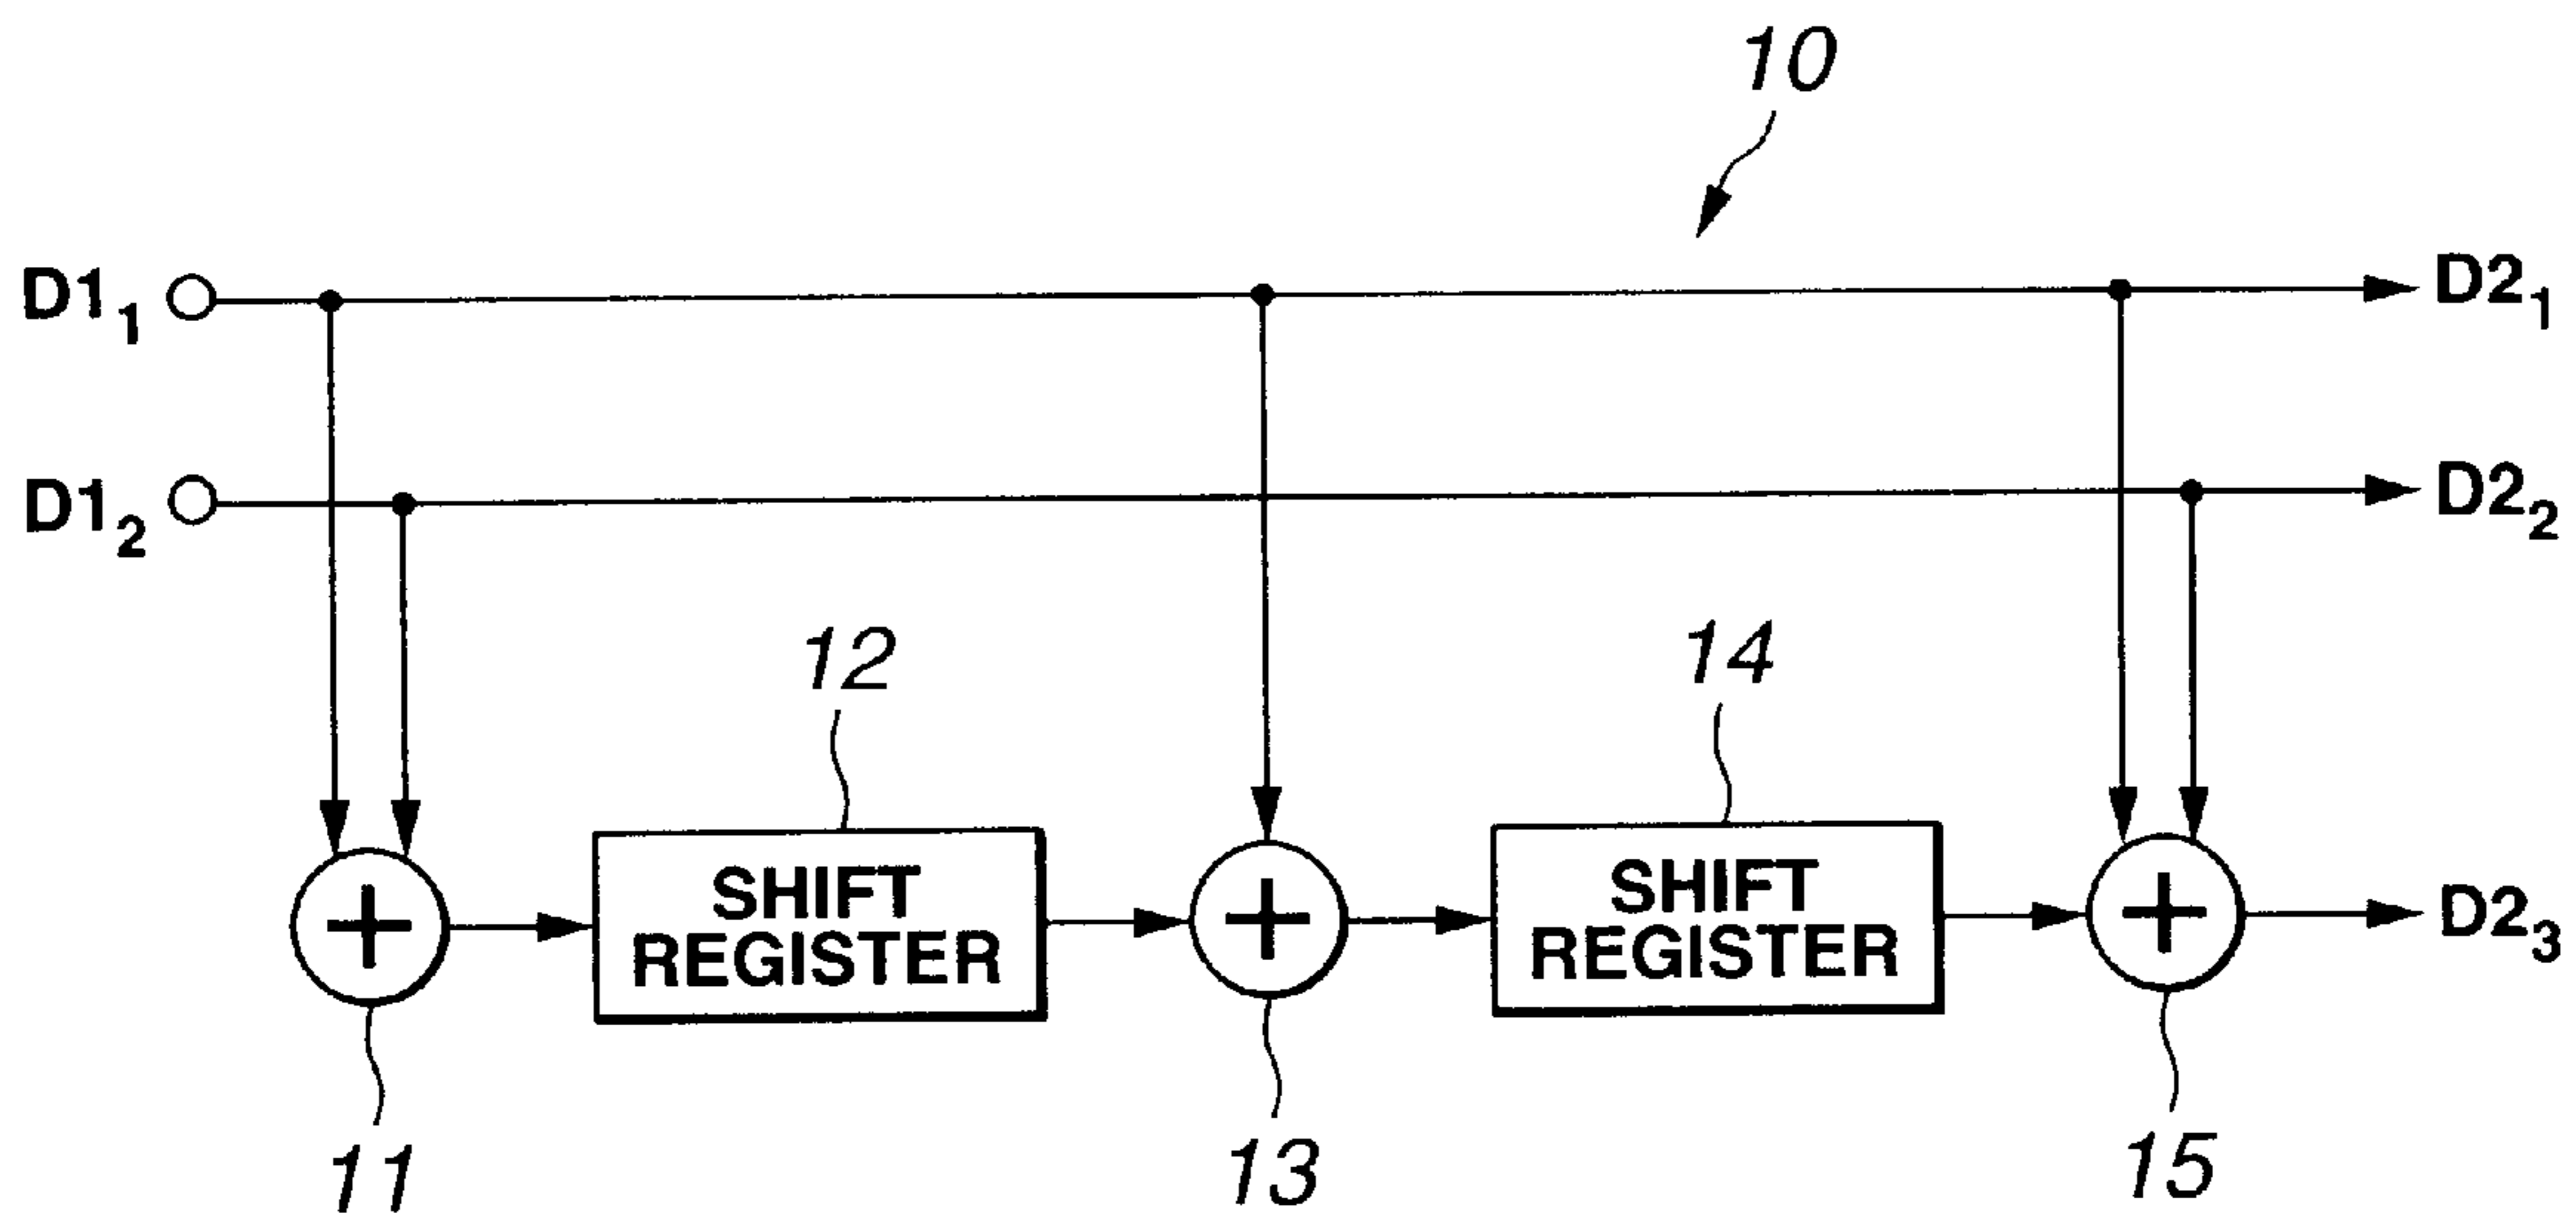 10
D1₁
D2₁
D1₂
D2₂
12
14
SHIFT
REGISTER
SHIFT
REGISTER
D2₃
11
13
15